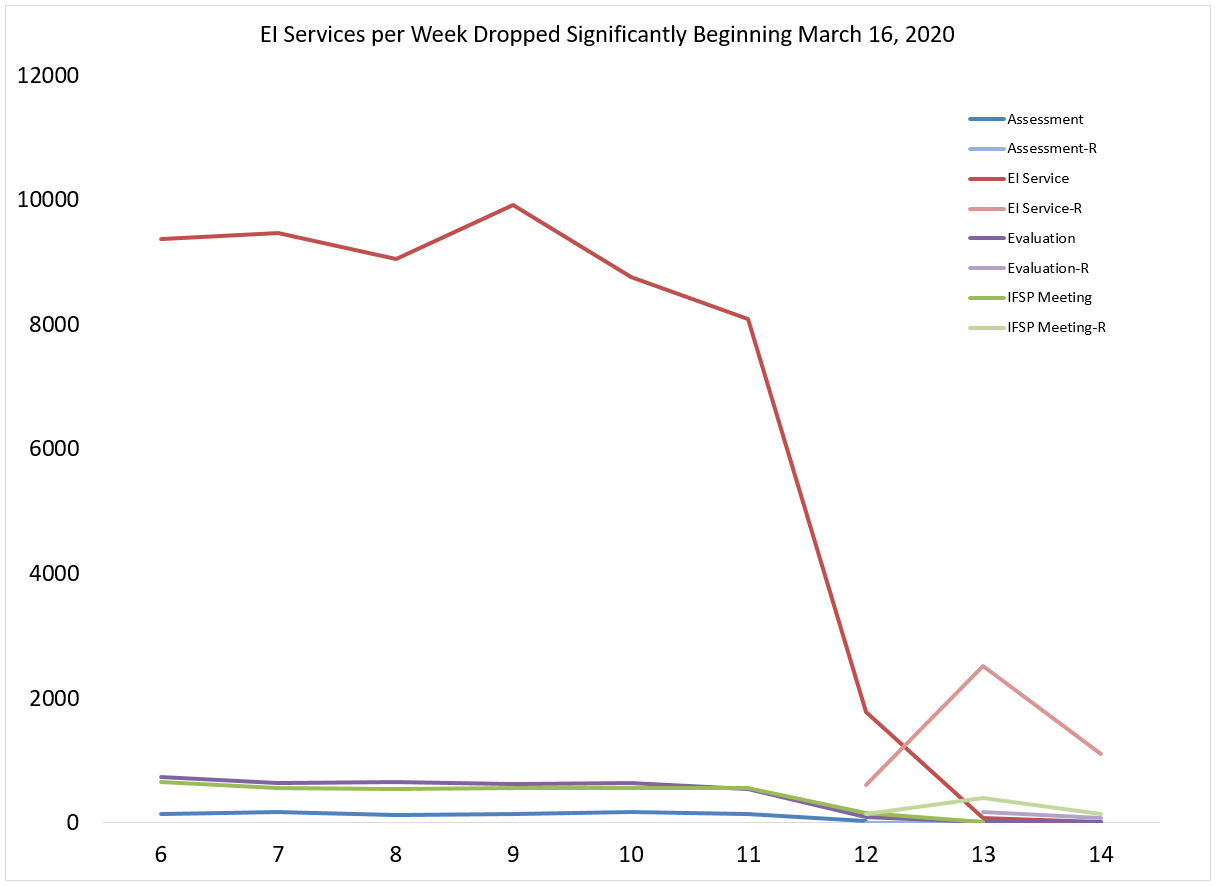 EI Services per Week Dropped Significantly Beginning March 16, 2020
12000
10000
8000
6000
4000
2000
0
Assessment
Assessment-R
EI Service
EI Service-R
Evaluation
Evaluation-R
IFSP Meeting
IFSP Meeting-R
6 7 8 9 10 11 12 13 14